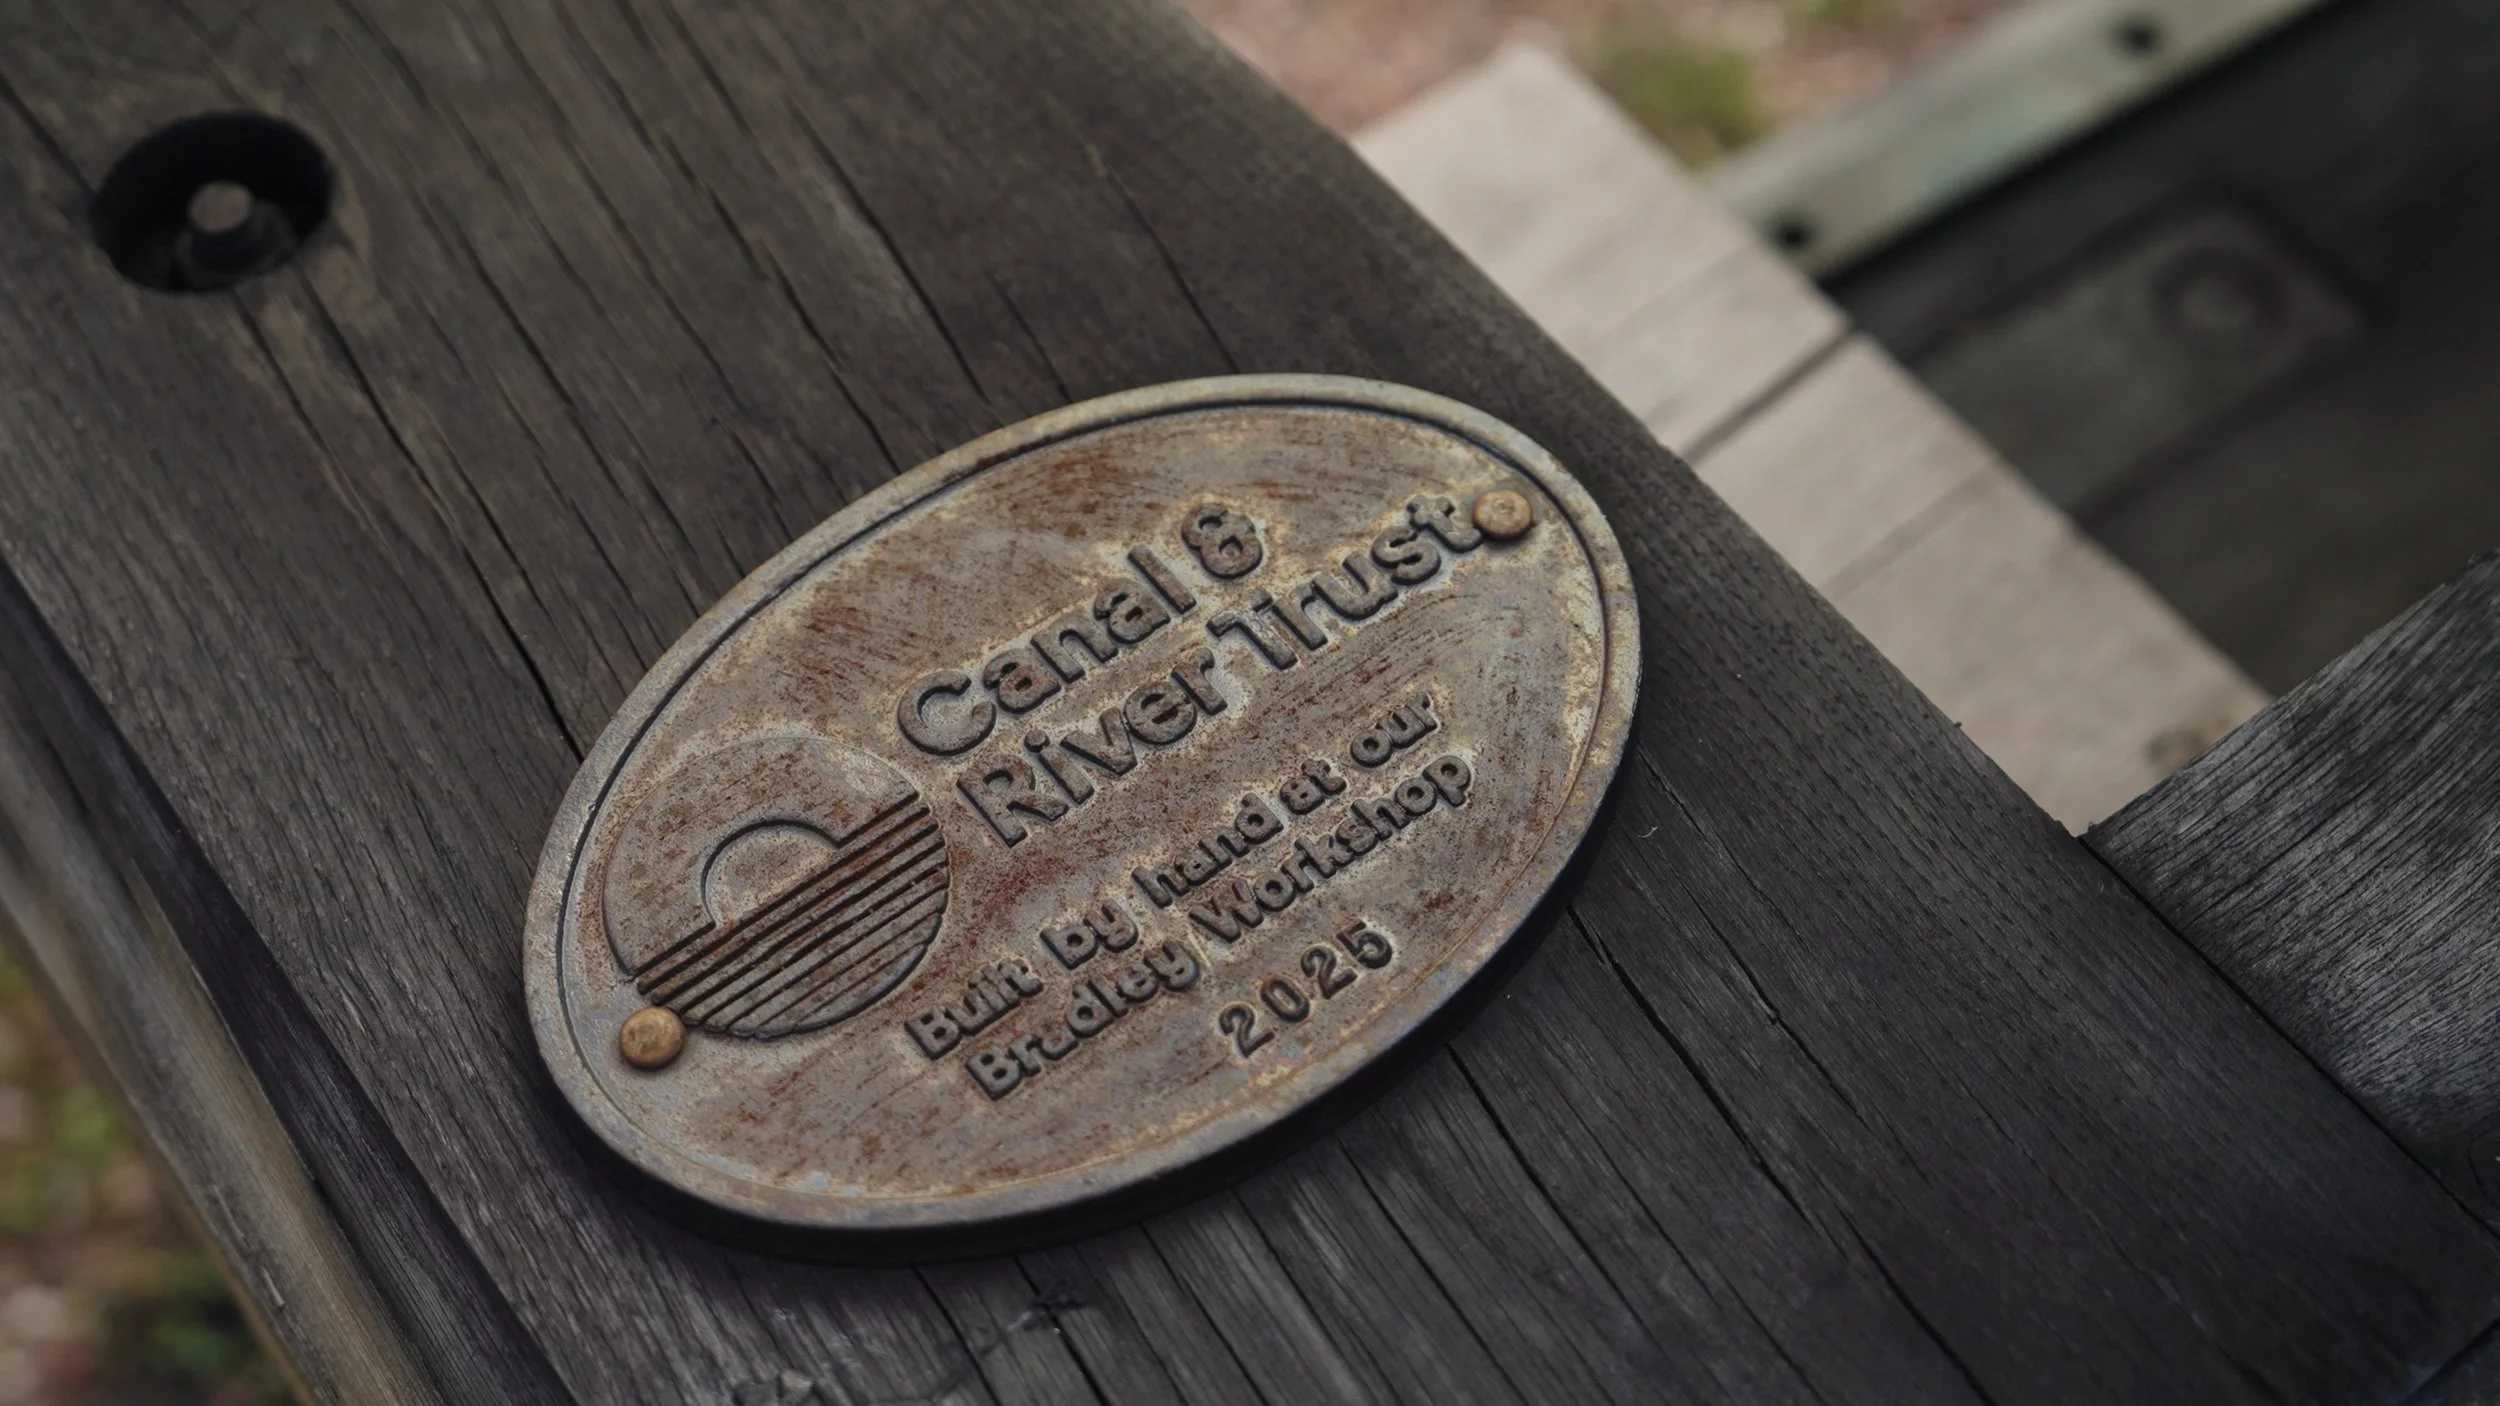 Canal &
River Trust
Built by hand at our
Bradley Workshop
2025